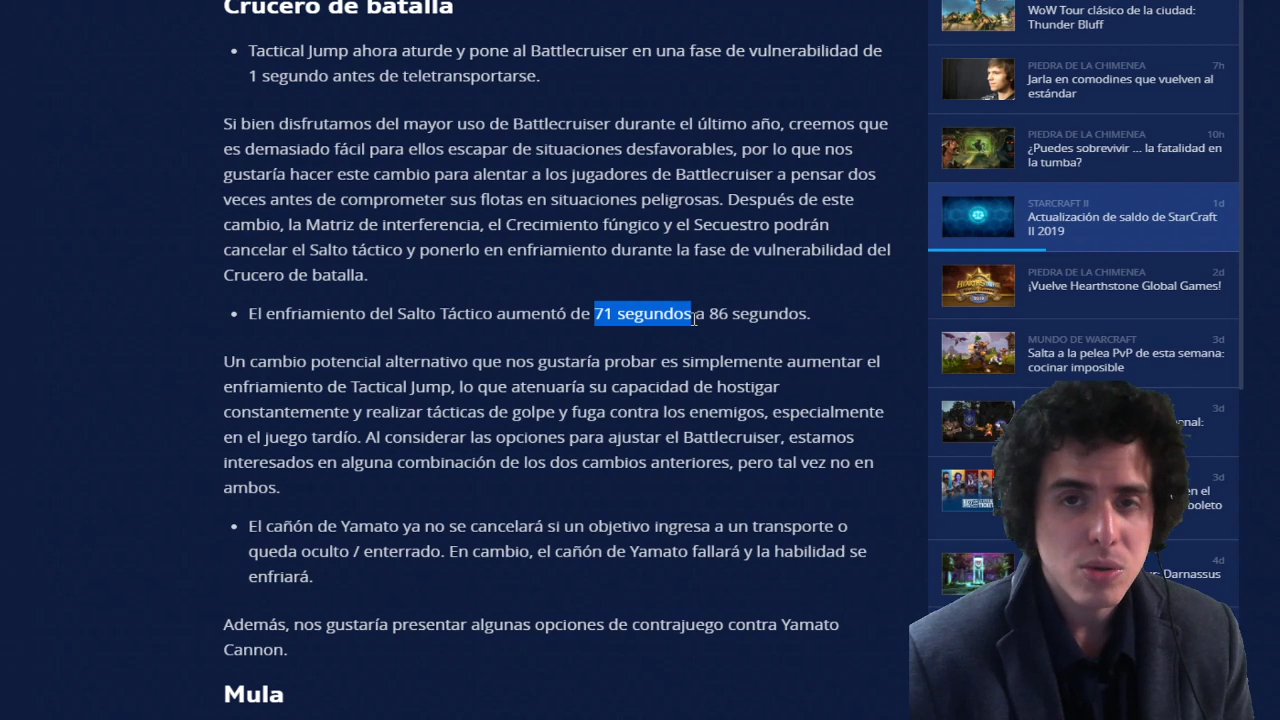 Crucero de batalla
• Tactical Jump ahora aturde y pone al Battlecruiser en una fase de vulnerabilidad de
1 segundo antes de teletransportarse.
Si bien disfrutamos del mayor uso de Battlecruiser durante el último año, creemos que
es demasiado fácil para ellos escapar de situaciones desfavorables, por lo que nos
gustaría hacer este cambio para alentar a los jugadores de Battlecruiser a pensar dos
veces antes de comprometer sus flotas en situaciones peligrosas. Después de este
cambio, la Matriz de interferencia, el Crecimiento fúngico y el Secuestro podrán
cancelar el Salto táctico y ponerlo en enfriamiento durante la fase de vulnerabilidad del
Crucero de batalla.
• El enfriamiento del Salto Táctico aumentó de 71 segundos a 86 segundos.
Un cambio potencial alternativo que nos gustaría probar es simplemente aumentar el
enfriamiento de Tactical Jump, lo que atenuaría su capacidad de hostigar
constantemente y realizar tácticas de golpe y fuga contra los enemigos, especialmente
en el juego tardío. Al considerar las opciones para ajustar el Battlecruiser, estamos
interesados en alguna combinación de los dos cambios anteriores, pero tal vez no en
ambos.
• El cañón de Yamato ya no se cancelará si un objetivo ingresa a un transporte o
queda oculto / enterrado. En cambio, el cañón de Yamato fallará y la habilidad se
enfriará.
Además, nos gustaría presentar algunas opciones de contrajuego contra Yamato
Cannon.
Mula
WoW Tour clásico de la ciudad:
Thunder Bluff
PIEDRA DE LA CHIMENEA 7h
Jarla en comodines que vuelven al
estándar
PIEDRA DE LA CHIMENEA 10h
¿Puedes sobrevivir ... la fatalidad en
la tumba?
STARCRAFT II 1d
Actualización de saldo de StarCraft
II 2019
PIEDRA DE LA CHIMENEA 2d
¡Vuelve Hearthstone Global Games!
MUNDO DE WARCRAFT 3d
Salta a la pelea PvP de esta semana:
cocinar imposible
3d
3d
en el
boleto
4d
Darnassus